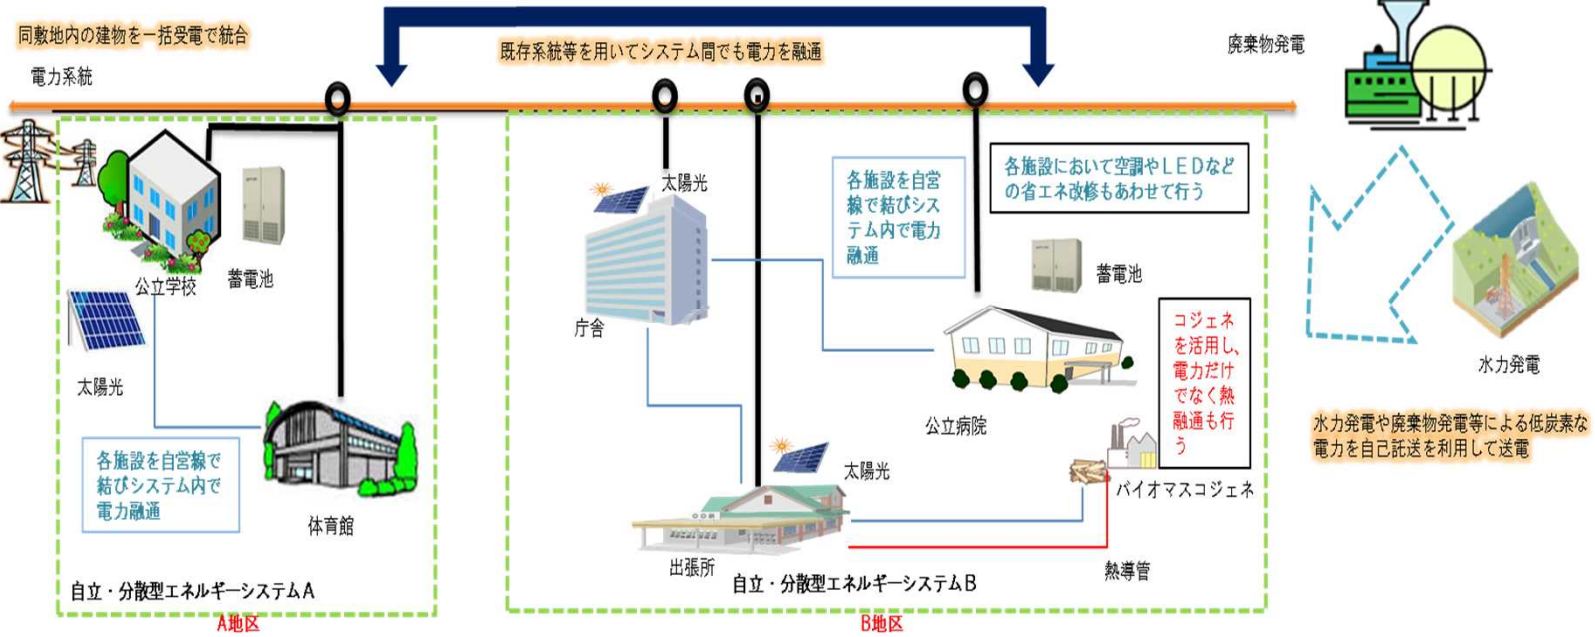 同敷地内の建物を一括受電で統合
電力系統
既存系統等を用いてシステム間でも電力を融通
廃棄物発電
公立学校
蓄電池
太陽光
各施設を自営線で
結びシステム内で
電力融通
体育館
自立・分散型エネルギーシステムA
A地区
太陽光
庁舎
各施設を自営
線で結びシス
テム内で電力
融通
各施設において空調やLEDなど
の省エネ改修もあわせて行う
蓄電池
公立病院
コジェネ
を活用し、
電力だけ
でなく熱
融通も行
う
太陽光
バイオマスコジェネ
出張所
熱導管
自立・分散型エネルギーシステムB
B地区
水力発電
水力発電や廃棄物発電等による低炭素な
電力を自己託送を利用して送電